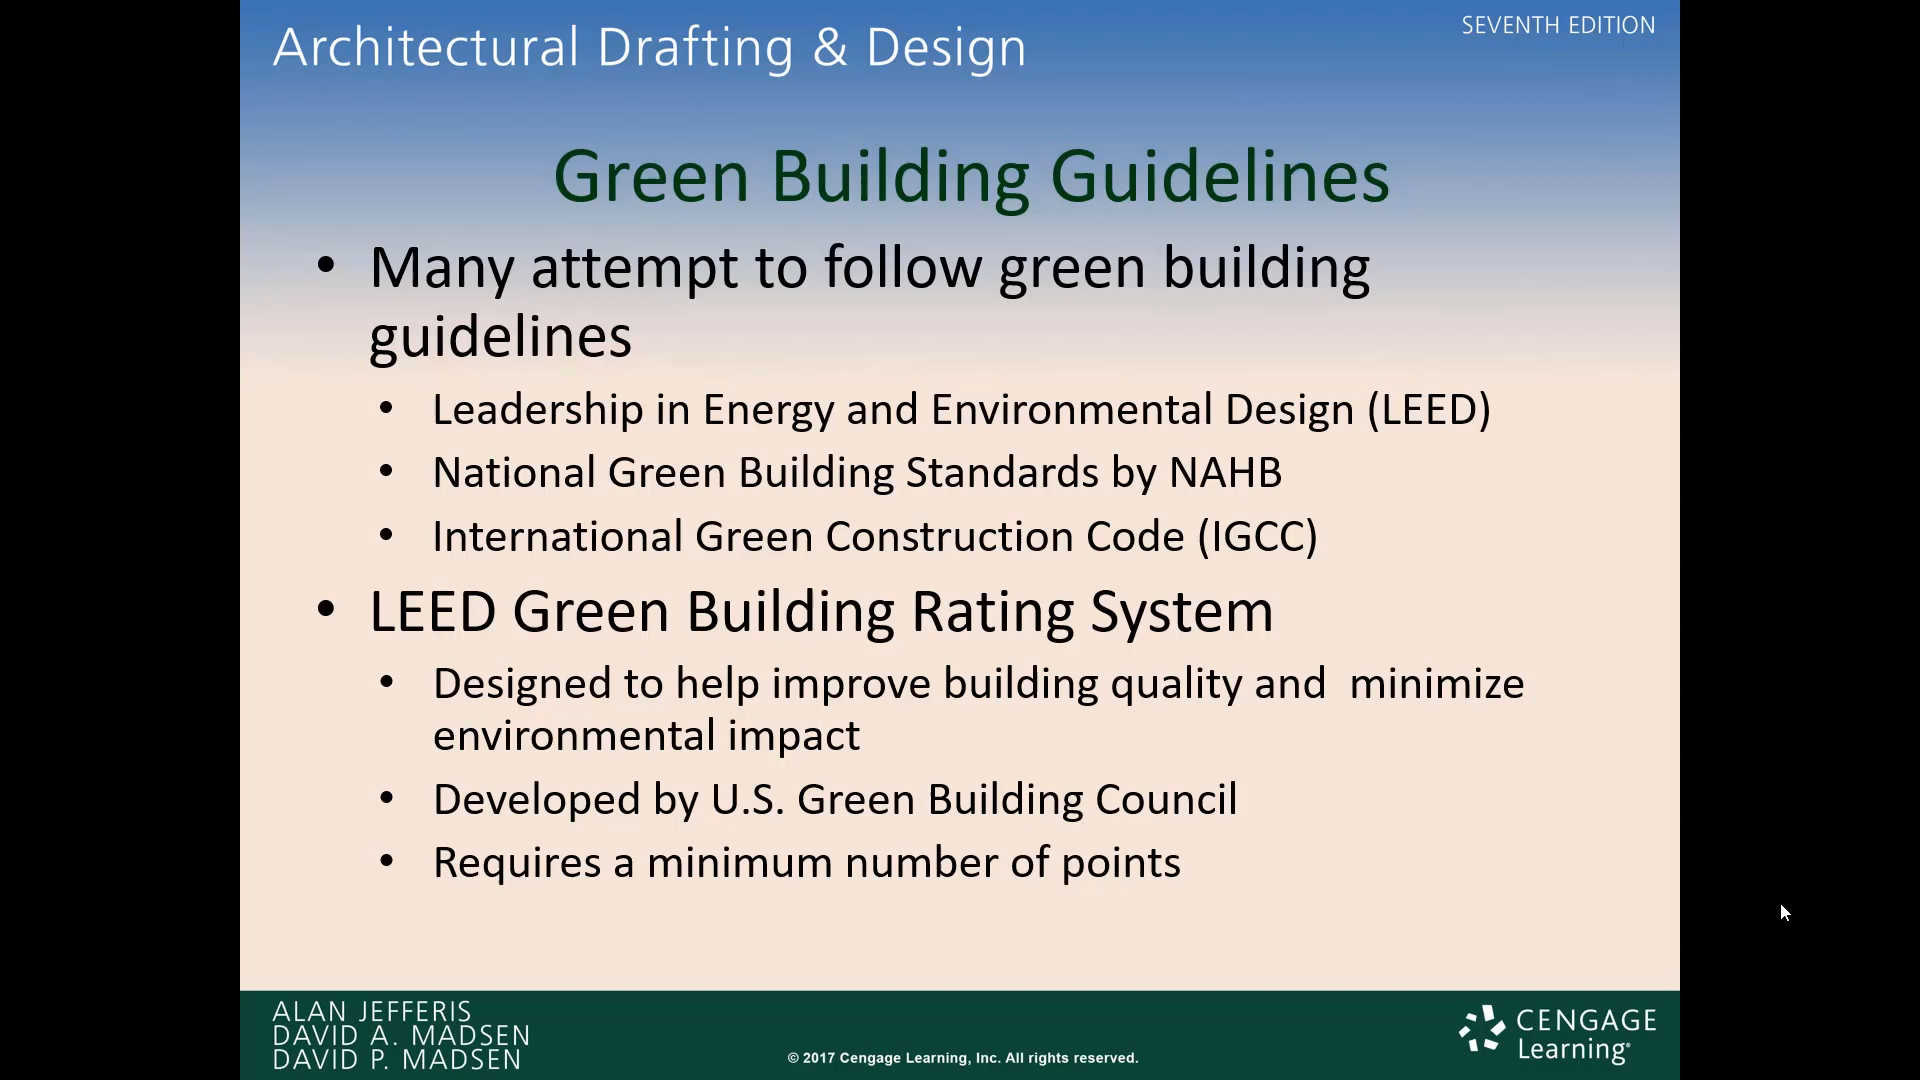 Architectural Drafting & Design
SEVENTH EDITION
Green Building Guidelines
• Many attempt to follow green building
guidelines
• Leadership in Energy and Environmental Design (LEED)
• National Green Building Standards by NAHB
• International Green Construction Code (IGCC)
• LEED Green Building Rating System
• Designed to help improve building quality and  minimize
environmental impact
• Developed by U.S. Green Building Council
• Requires a minimum number of points
ALAN JEFFERIS
DAVID A. MADSEN
DAVID P. MADSEN
© 2017 Cengage Learning, Inc. All rights reserved.
CENGAGE
Learning®